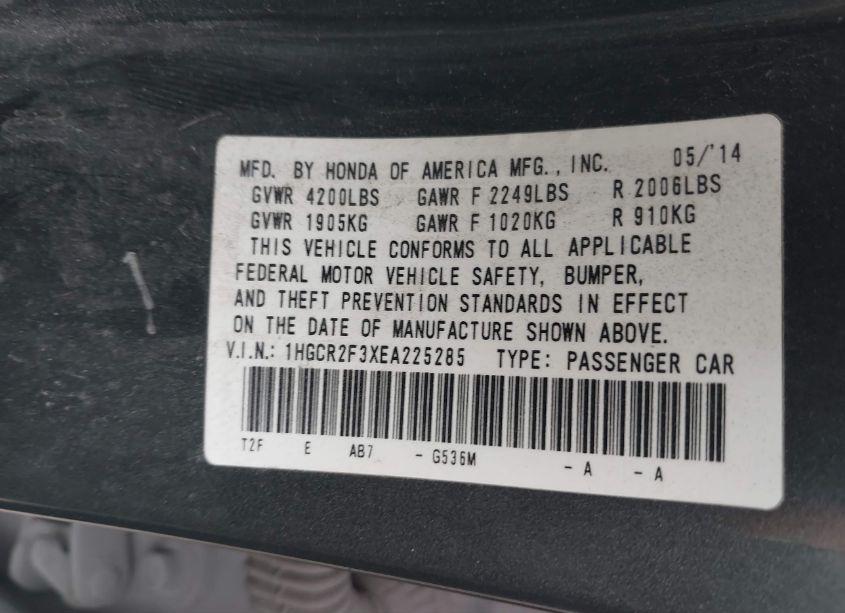 MFD. BY HONDA OF AMERICA MFG., INC. 05/'14
GVWR 4200LBS GAWR F 2249LBS R 2006LBS
GVWR 1905KG GAWR F 1020KG R 910KG
THIS VEHICLE CONFORMS TO ALL APPLICABLE
FEDERAL MOTOR VEHICLE SAFETY, BUMPER,
AND THEFT PREVENTION STANDARDS IN EFFECT
ON THE DATE OF MANUFACTURE SHOWN ABOVE.
V.I.N.: 1HGCR2F3XEA225285 TYPE: PASSENGER CAR
T2F E AB7 - G536M - A - A